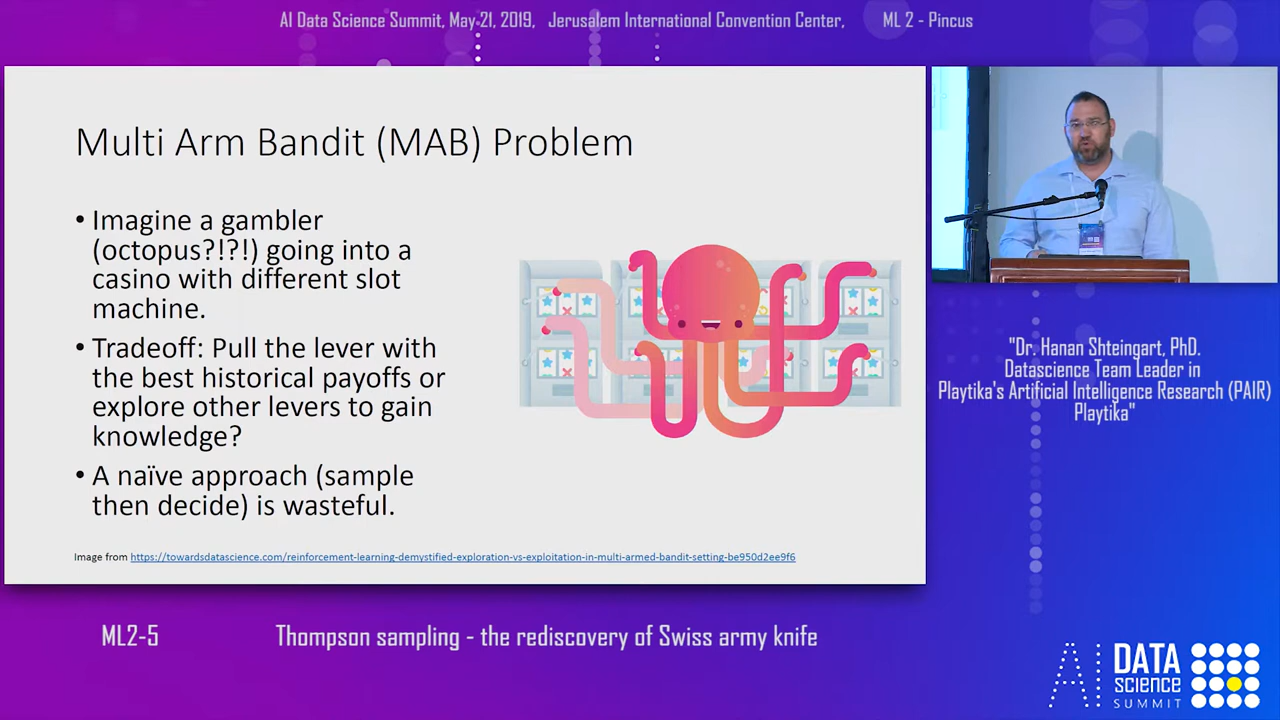 AI Data Science Summit, May 21, 2019, Jerusalem International Convention Center, ML 2 - Pincus
Multi Arm Bandit (MAB) Problem
• Imagine a gambler
(octopus?!?!) going into a
casino with different slot
machine.
• Tradeoff: Pull the lever with
the best historical payoffs or
explore other levers to gain
knowledge?
• A naïve approach (sample
then decide) is wasteful.
Image from https://towardsdatascience.com/reinforcement-learning-demystified-exploration-vs-exploitation-in-multi-armed-bandit-setting-be950d2ee9f6
"Dr. Hanan Shteingart, PhD.
Datascience Team Leader in
Playtika's Artificial Intelligence Research (PAIR)
Playtika"
ML2-5 Thompson sampling - the rediscovery of Swiss army knife
AI DATA
SCIENCE
SUMMIT